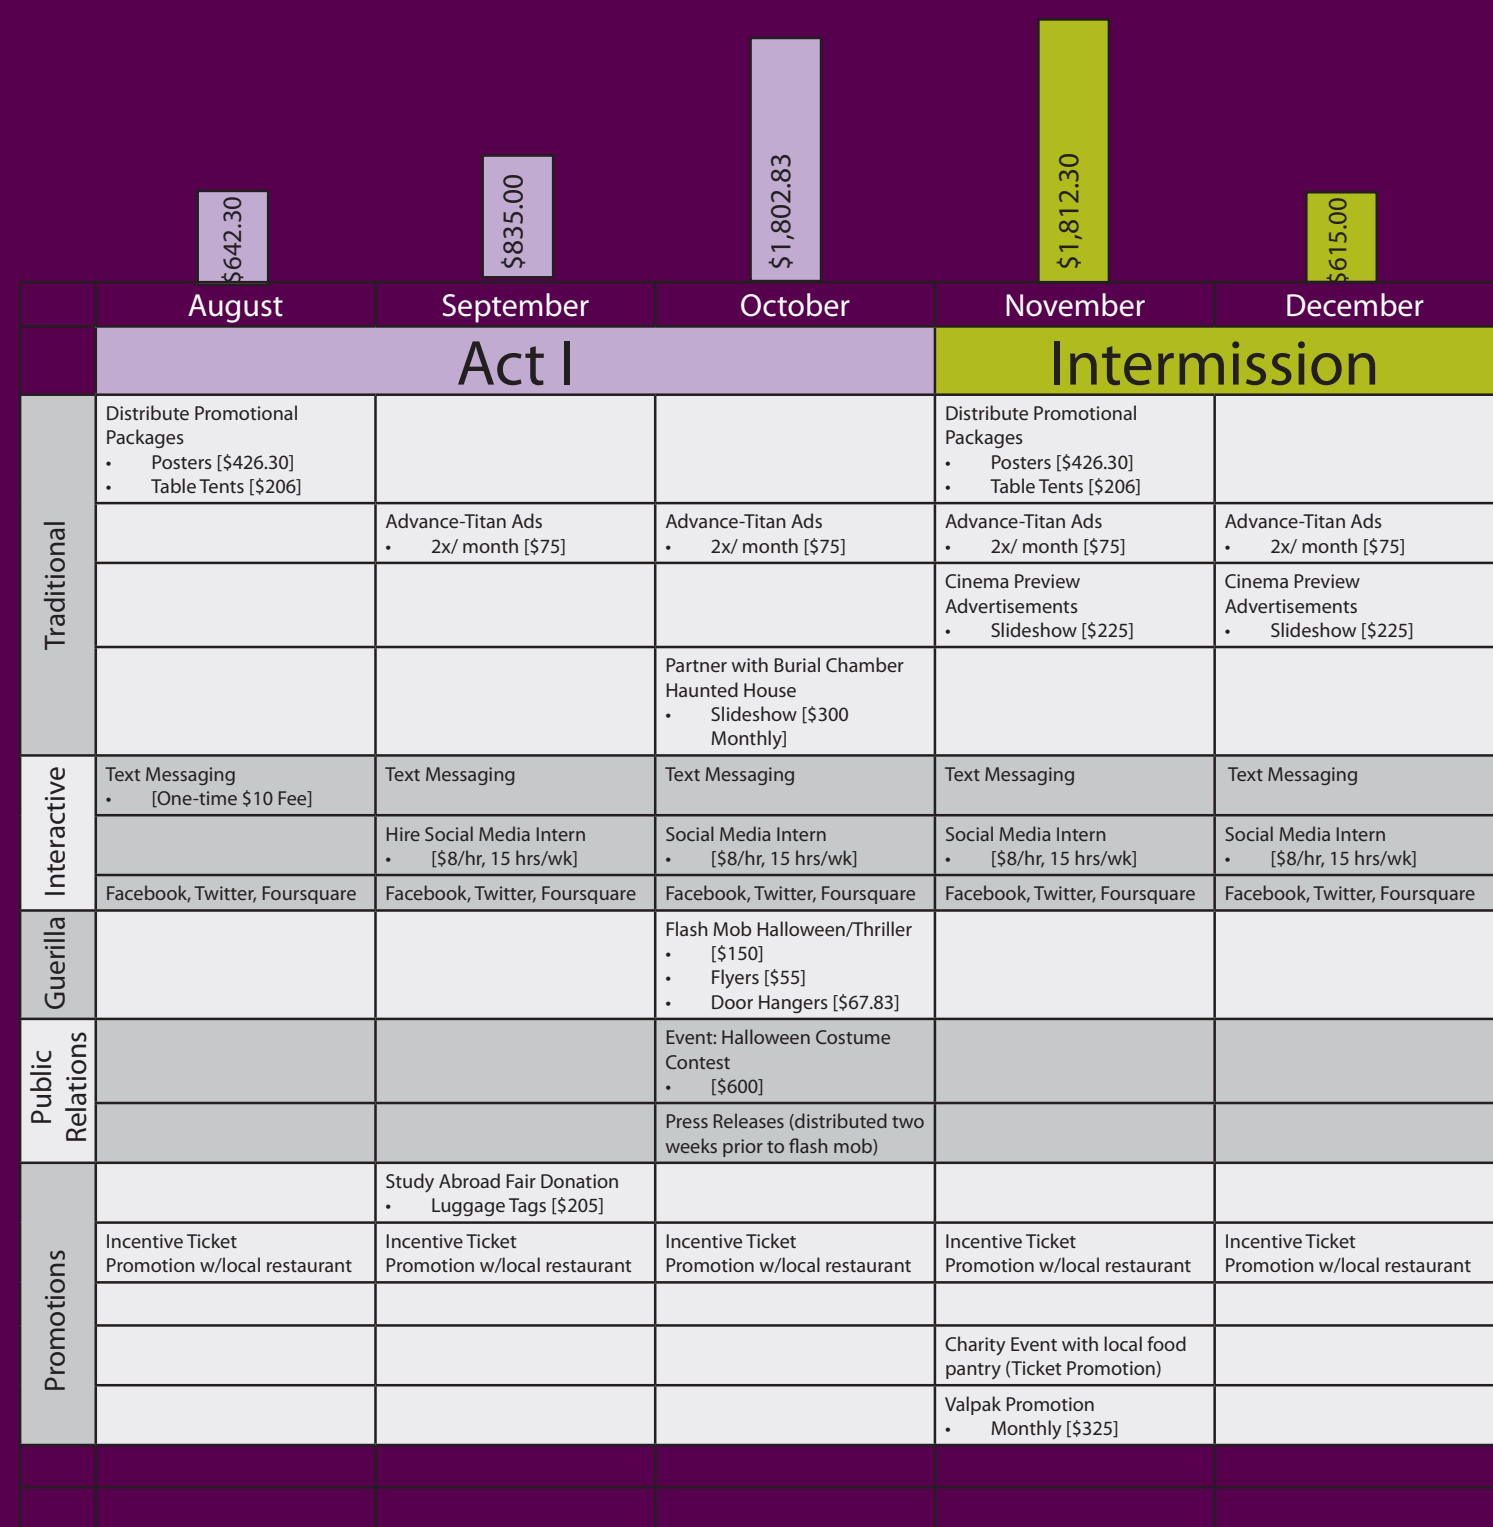 $642.30
$835.00
$1,802.83
$1,812.30
$615.00
August
September
October
November
December
Act I
Intermission
Traditional
Distribute Promotional
Packages
• Posters [$426.30]
• Table Tents [$206]
Distribute Promotional
Packages
• Posters [$426.30]
• Table Tents [$206]
Advance-Titan Ads
• 2x/ month [$75]
Advance-Titan Ads
• 2x/ month [$75]
Advance-Titan Ads
• 2x/ month [$75]
Advance-Titan Ads
• 2x/ month [$75]
Cinema Preview
Advertisements
• Slideshow [$225]
Cinema Preview
Advertisements
• Slideshow [$225]
Partner with Burial Chamber
Haunted House
• Slideshow [$300
Monthly]
Interactive
Text Messaging
• [One-time $10 Fee]
Text Messaging
Text Messaging
Text Messaging
Text Messaging
Hire Social Media Intern
• [$8/hr, 15 hrs/wk]
Social Media Intern
• [$8/hr, 15 hrs/wk]
Social Media Intern
• [$8/hr, 15 hrs/wk]
Social Media Intern
• [$8/hr, 15 hrs/wk]
Facebook, Twitter, Foursquare
Facebook, Twitter, Foursquare
Facebook, Twitter, Foursquare
Facebook, Twitter, Foursquare
Facebook, Twitter, Foursquare
Guerilla
Flash Mob Halloween/Thriller
• [$150]
• Flyers [$55]
• Door Hangers [$67.83]
Public
Relations
Event: Halloween Costume
Contest
• [$600]
Press Releases (distributed two
weeks prior to flash mob)
Promotions
Study Abroad Fair Donation
• Luggage Tags [$205]
Incentive Ticket
Promotion w/local restaurant
Incentive Ticket
Promotion w/local restaurant
Incentive Ticket
Promotion w/local restaurant
Incentive Ticket
Promotion w/local restaurant
Incentive Ticket
Promotion w/local restaurant
Charity Event with local food
pantry (Ticket Promotion)
Valpak Promotion
• Monthly [$325]